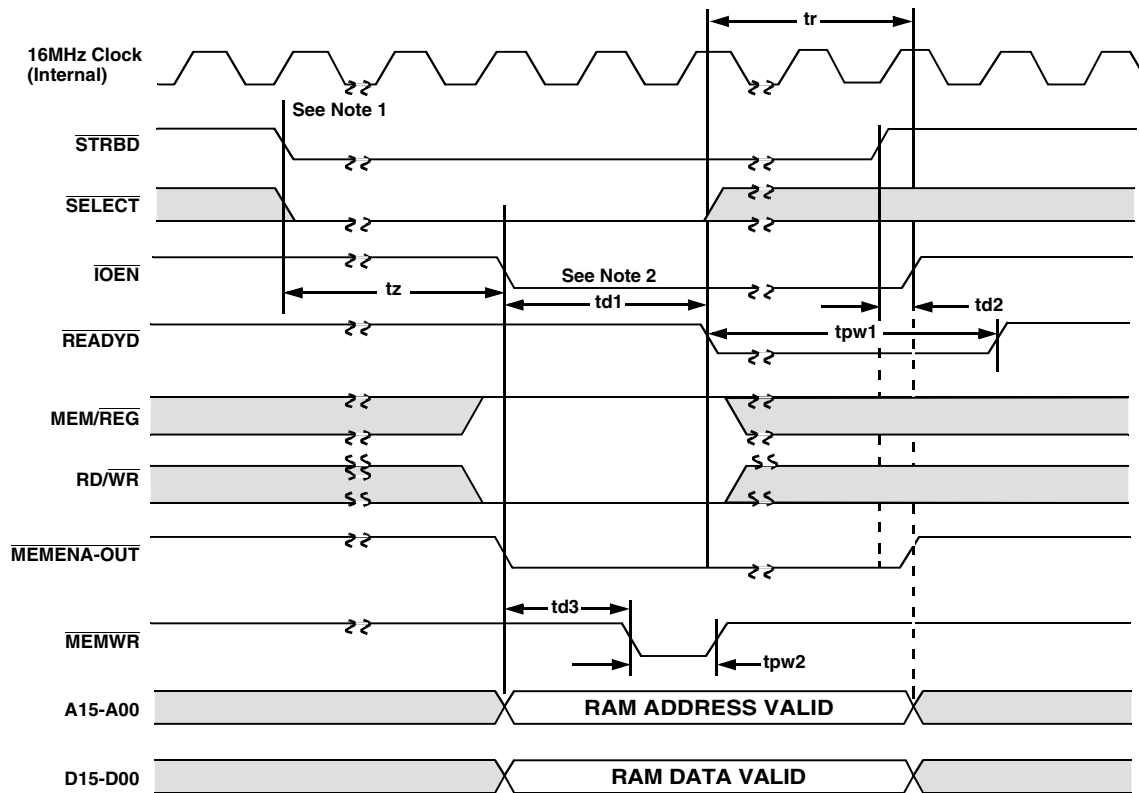 tr
16MHz Clock
(Internal)
See Note 1
STRBD
SELECT
IOEN
See Note 2
tz
td1
td2
READYD
tpw1
MEM/REG
RD/WR
MEMENA-OUT
td3
MEMWR
tpw2
A15-A00
RAM ADDRESS VALID
D15-D00
RAM DATA VALID